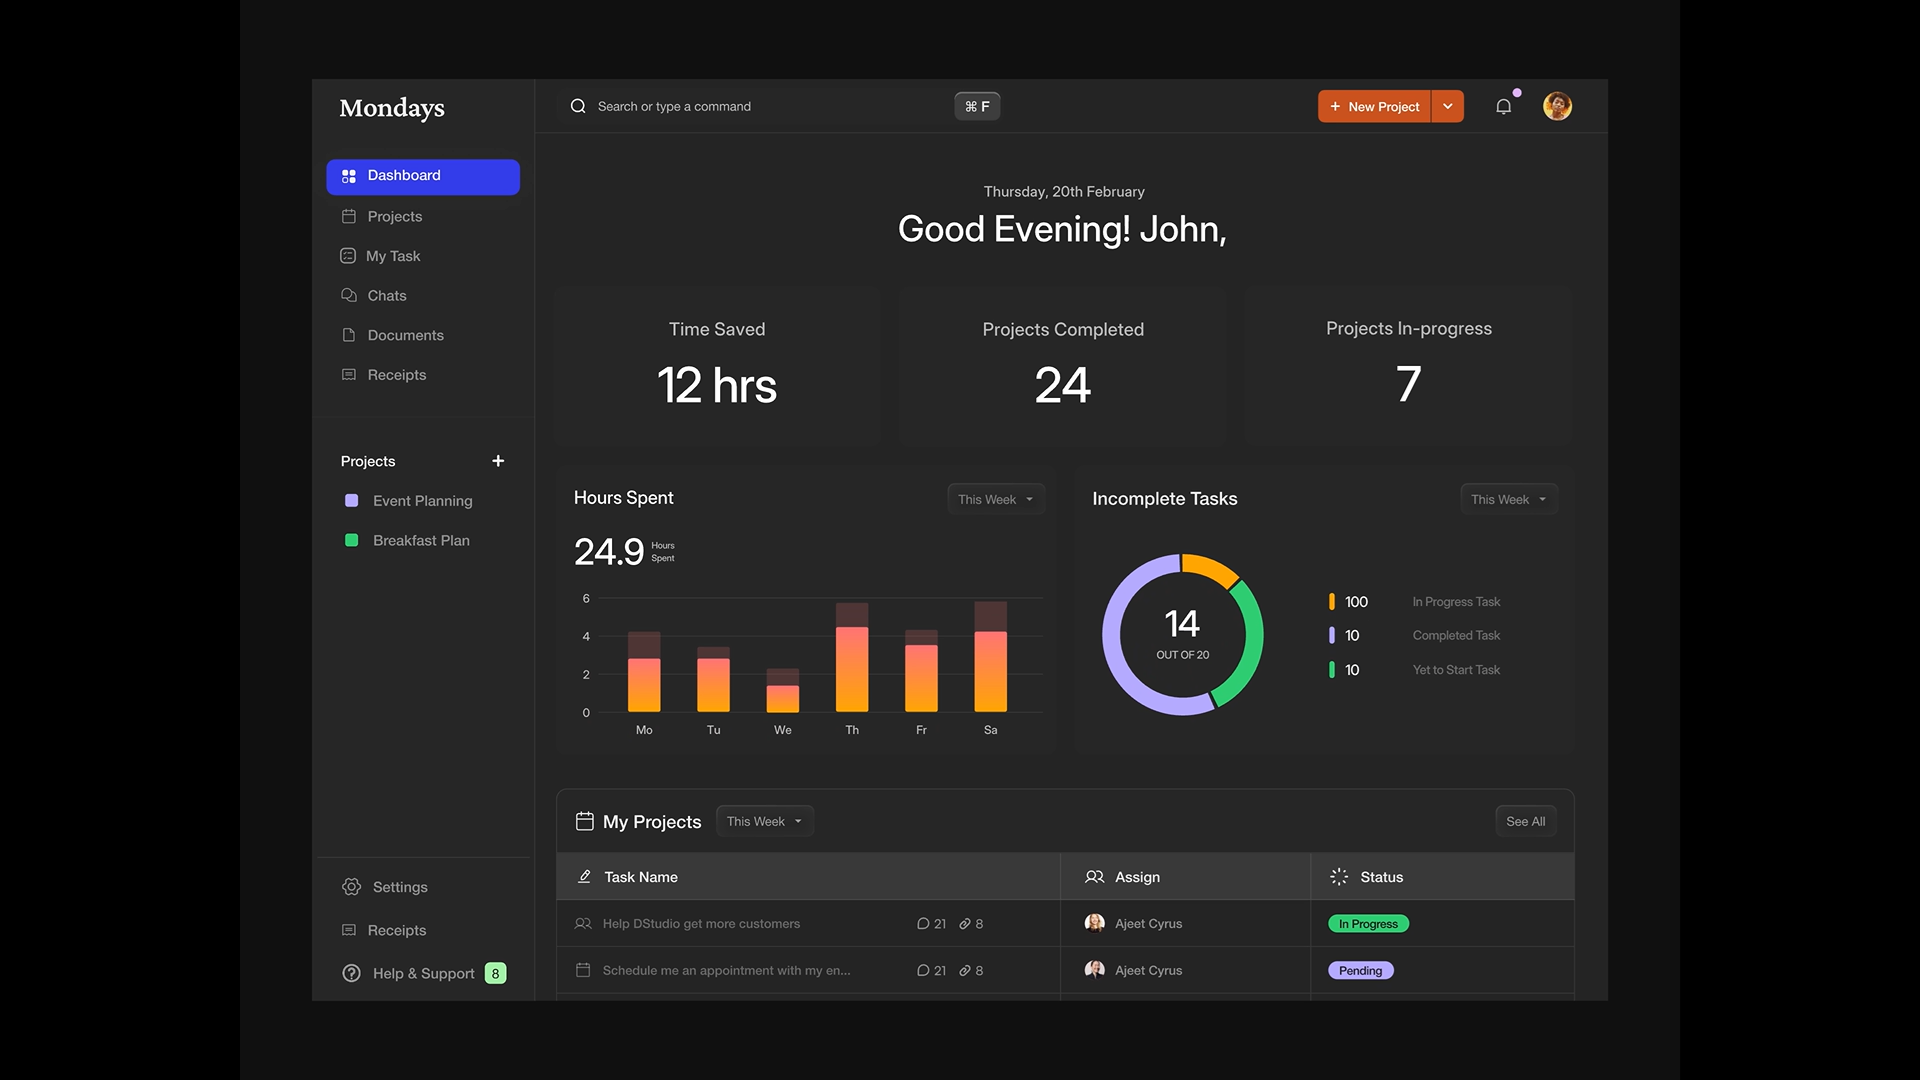 Mondays
Search or type a command
⌘ F
+ New Project
Dashboard
Projects
My Task
Chats
Documents
Receipts
Projects +
Event Planning
Breakfast Plan
Settings
Receipts
Help & Support 8
Thursday, 20th February
Good Evening! John,
Time Saved
12 hrs
Projects Completed
24
Projects In-progress
7
Hours Spent
This Week
24.9 Hours
Spent
6
4
2
0
Mo Tu We Th Fr Sa
Incomplete Tasks
This Week
14
OUT OF 20
100 In Progress Task
10 Completed Task
10 Yet to Start Task
My Projects
This Week
See All
Task Name Assign Status
Help DStudio get more customers 21 8 Ajeet Cyrus In Progress
Schedule me an appointment with my en... 21 8 Ajeet Cyrus Pending